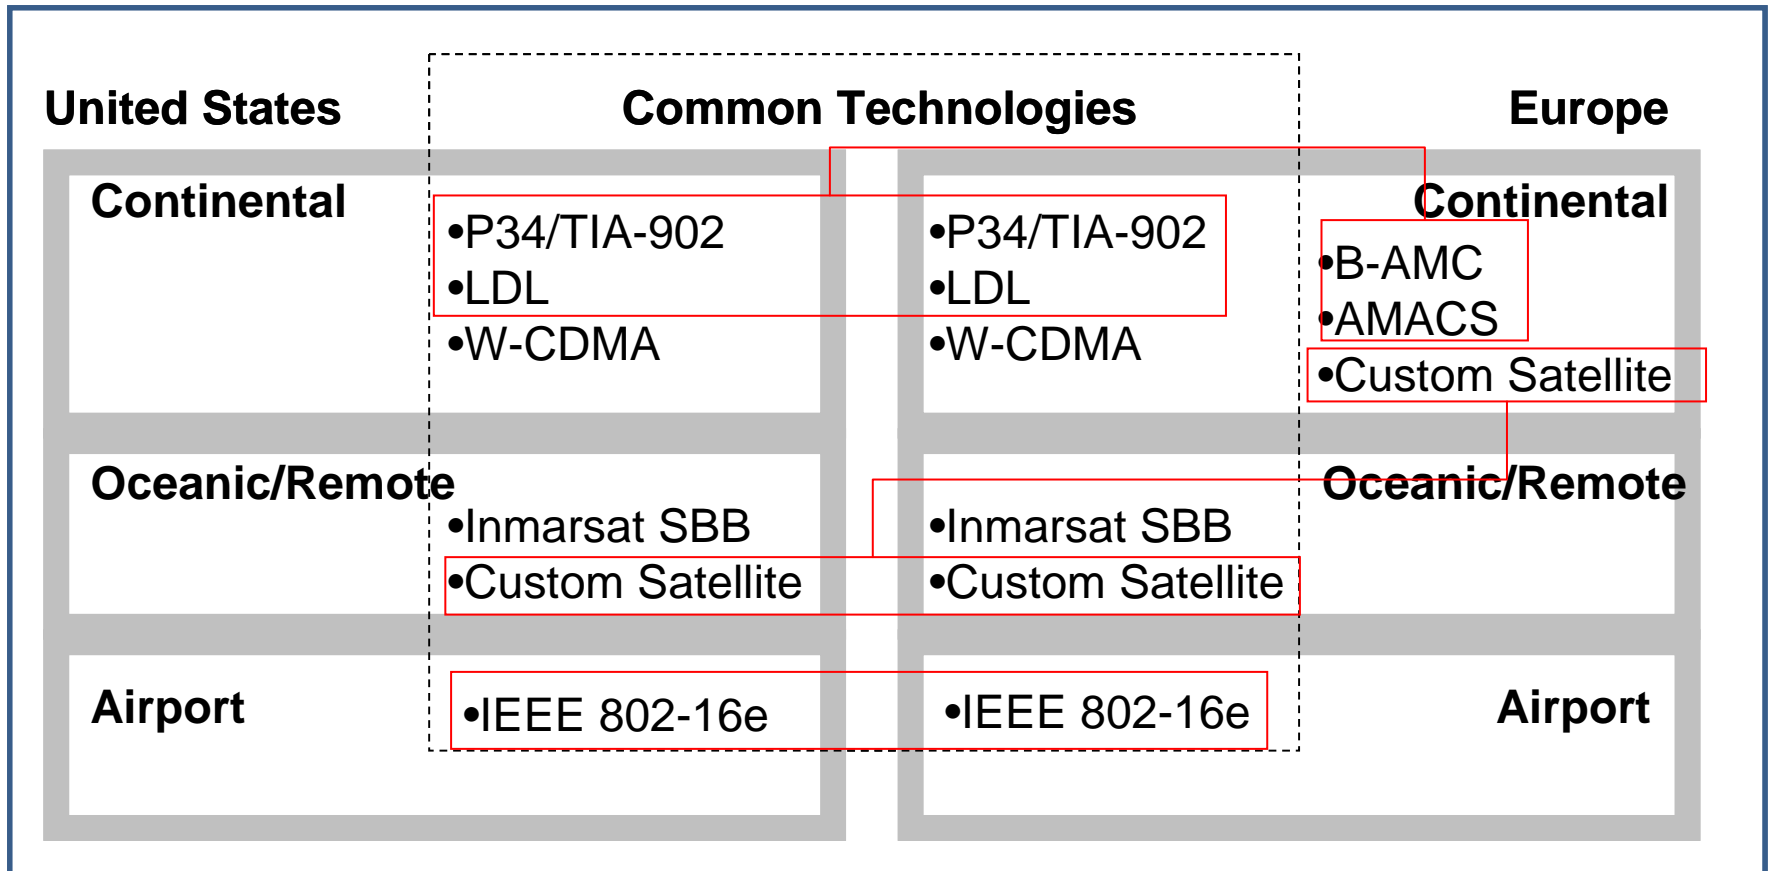 United States
Common Technologies
Europe
Continental
•P34/TIA-902
•LDL
•W-CDMA
•P34/TIA-902
•LDL
•W-CDMA
Continental
•B-AMC
•AMACS
•Custom Satellite
Oceanic/Remote
•Inmarsat SBB
•Custom Satellite
•Inmarsat SBB
•Custom Satellite
Oceanic/Remote
Airport
•IEEE 802-16e
•IEEE 802-16e
Airport